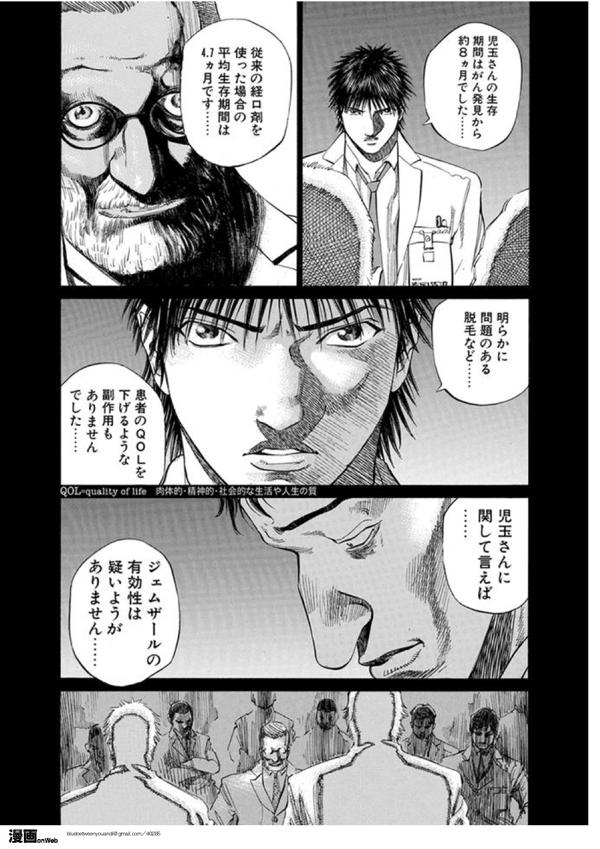 児玉さんの生存
期間はがん発見から
約8ヵ月でした……
従来の経口剤を
使った場合の
平均生存期間は
4.7ヵ月です……
明らかに
問題のある
脱毛など……
患者のQOLを
下げるような
副作用も
ありません
でした……
QOL=quality of life 肉体的・精神的・社会的な生活や人生の質
児玉さんに
関して言えば
……
ジェムザールの
有効性は
疑いようが
ありません……
漫画onWeb
bluebetweenyouandi@gmail.com/40285